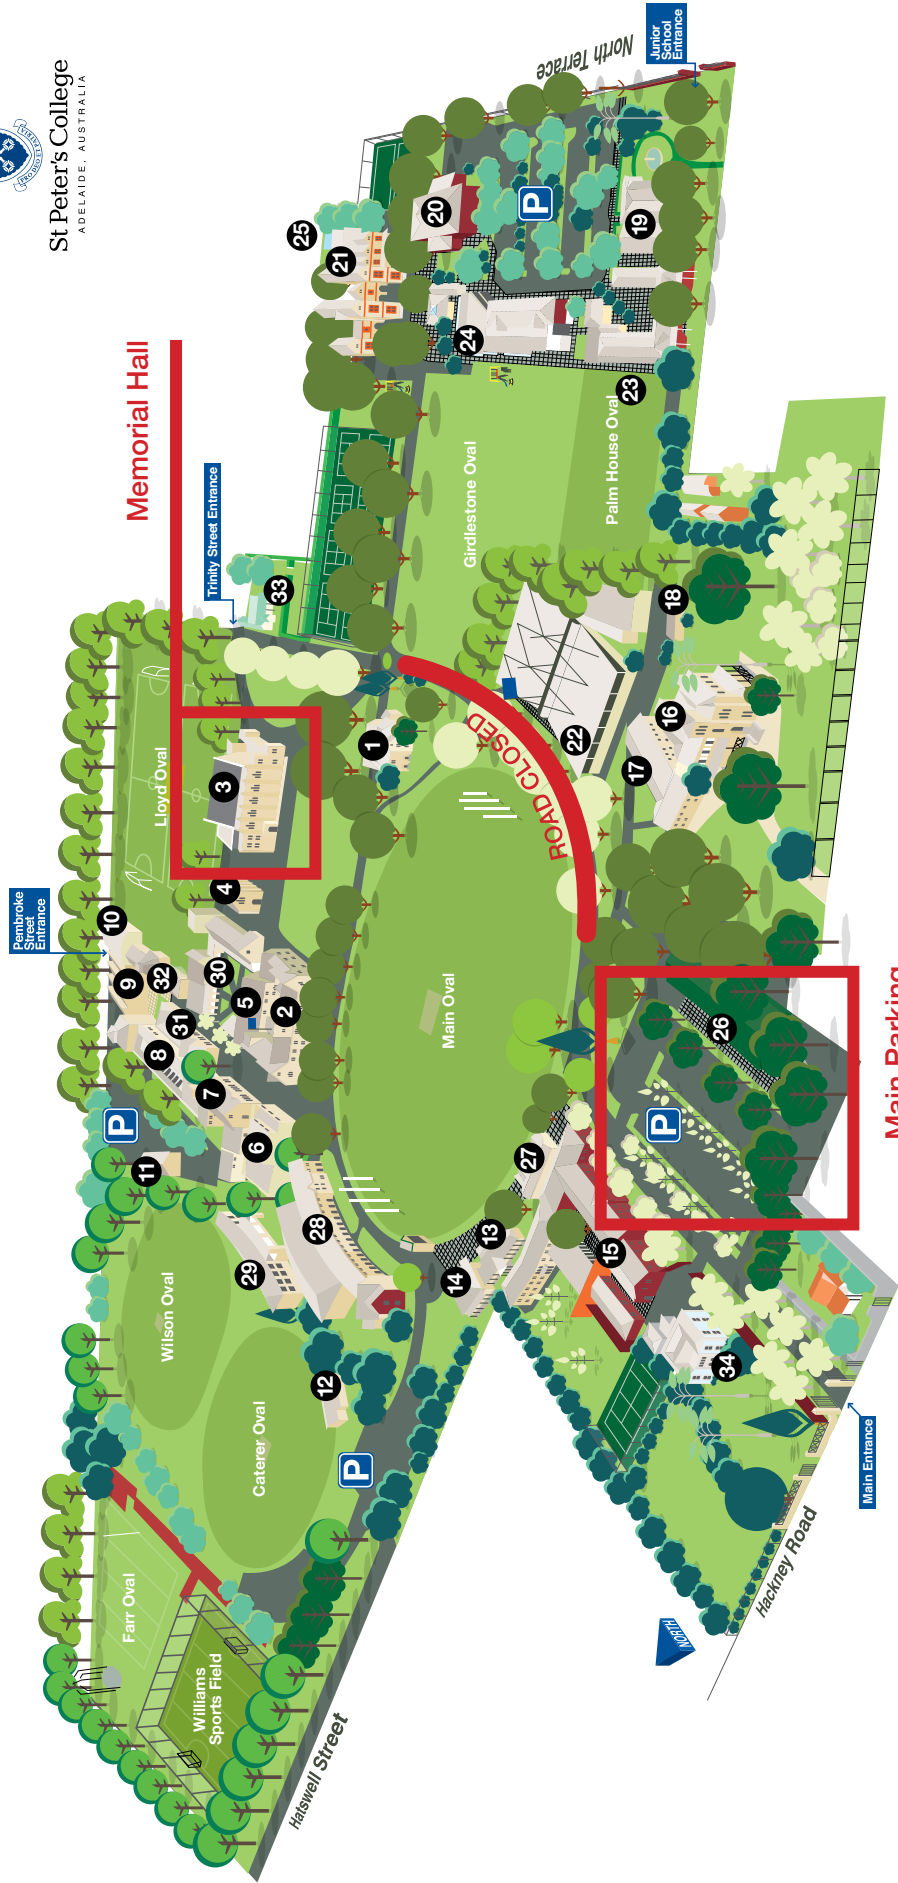 PRO DEO ET PATRIA
St Peter's College
ADELAIDE, AUSTRALIA
Memorial Hall
North Terrace
Junior
School
Entrance
Trinity Street Entrance
Pembroke
Street
Entrance
Lloyd Oval
Girdlestone Oval
Palm House Oval
Main Oval
ROAD CLOSED
Wilson Oval
Caterer Oval
Farr Oval
Williams
Sports Field
Hatswell Street
Hackney Road
Main Entrance
NORTH
Main Parking
P
P
P
P
1
2
3
4
5
6
7
8
9
10
11
12
13
14
15
16
17
18
19
20
21
22
23
24
25
26
27
28
29
30
31
32
33
34